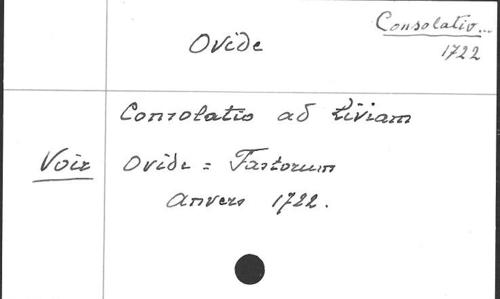 Ovide
Consolatio...
1722
Consolatio ad Liviam
Voir Ovide = Fastorum
Anvers 1722.